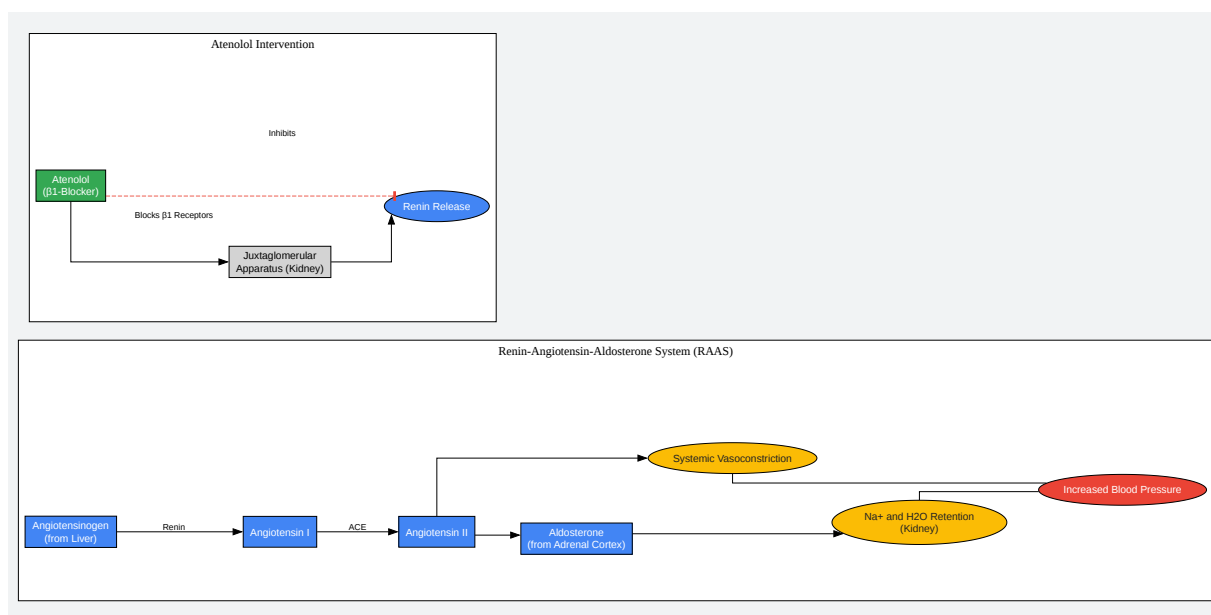 Atenolol Intervention
Inhibits
Atenolol
(β1-Blocker)
Renin Release
Blocks β1 Receptors
Juxtaglomerular
Apparatus (Kidney)
Renin-Angiotensin-Aldosterone System (RAAS)
Systemic Vasoconstriction
Increased Blood Pressure
Angiotensinogen
(from Liver)
Renin
Angiotensin I
ACE
Angiotensin II
Aldosterone
(from Adrenal Cortex)
Na+ and H2O Retention
(Kidney)